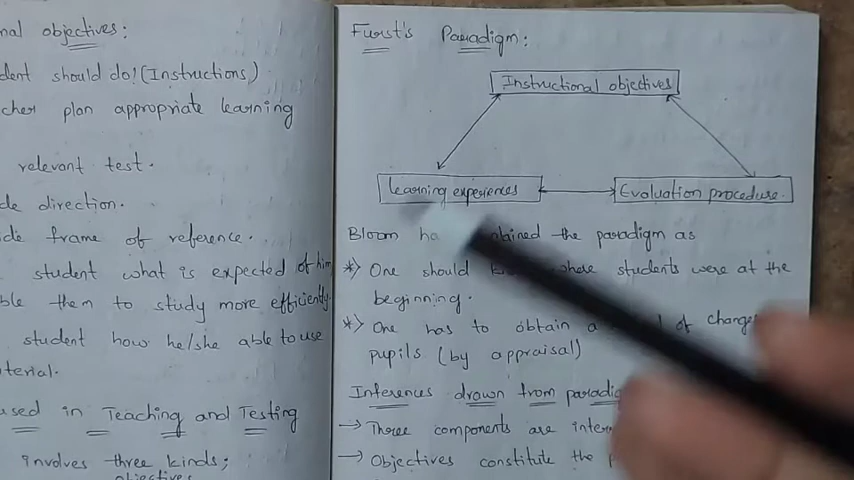 nal objectives:
dent should do! (Instructions)
cher plan appropriate learning
relevant test.
de direction.
ide frame of reference.
student what is expected of him
ble them to study more efficiently
student how he/she able to use
terial.
used in Teaching and Testing
involves three kinds;
objectives
Furst's Paradigm:
Instructional objectives
Learning experiences
Evaluation procedure.
Bloom the paradigm as
*) One should where students were at the
beginning.
*) One has to obtain a of changes
pupils (by appraisal)
Inferences drawn from
→ Three components are
→ Objectives constitute the